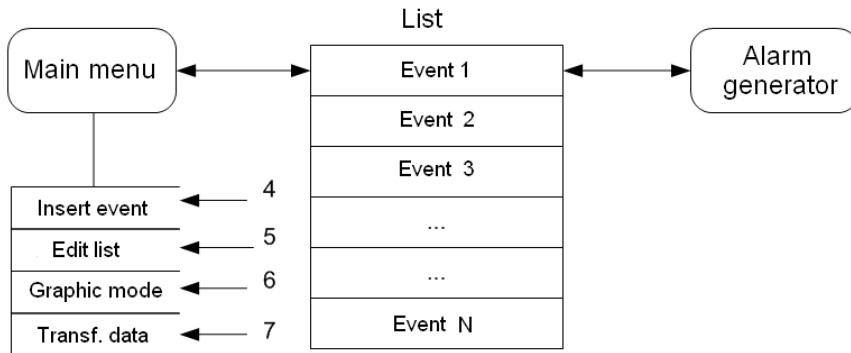 List
Main menu
Event 1
Alarm
generator
Event 2
Event 3
...
...
Event N
Insert event
4
Edit list
5
Graphic mode
6
Transf. data
7